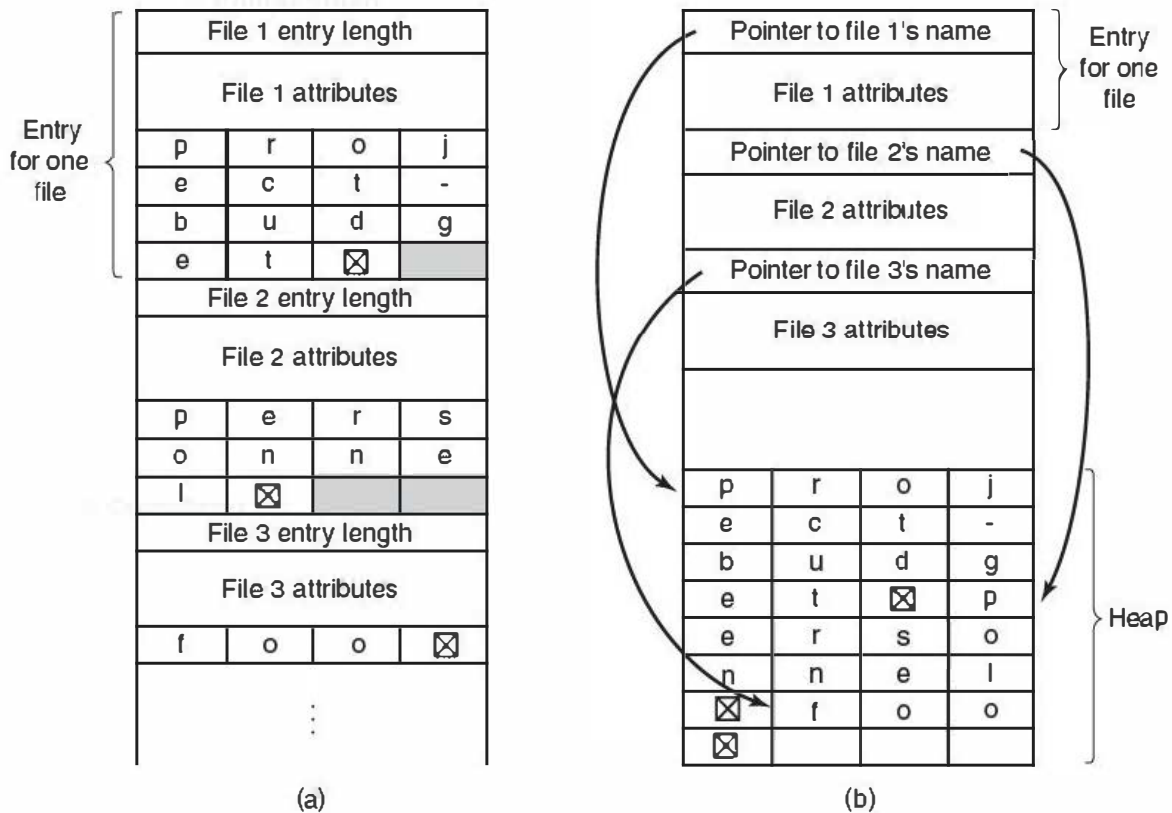 File 1 entry length
File 1 attributes
Entry for one file
p r o j
e c t -
b u d g
e t ☒
File 2 entry length
File 2 attributes
p e r s
o n n e
l ☒
File 3 entry length
File 3 attributes
f o o ☒
⋮
(a)
Pointer to file 1's name
File 1 attributes
Entry for one file
Pointer to file 2's name
File 2 attributes
Pointer to file 3's name
File 3 attributes
p r o j
e c t -
b u d g
e t ☒ p
e r s o
n n e l
☒ f o o
☒
Heap
(b)